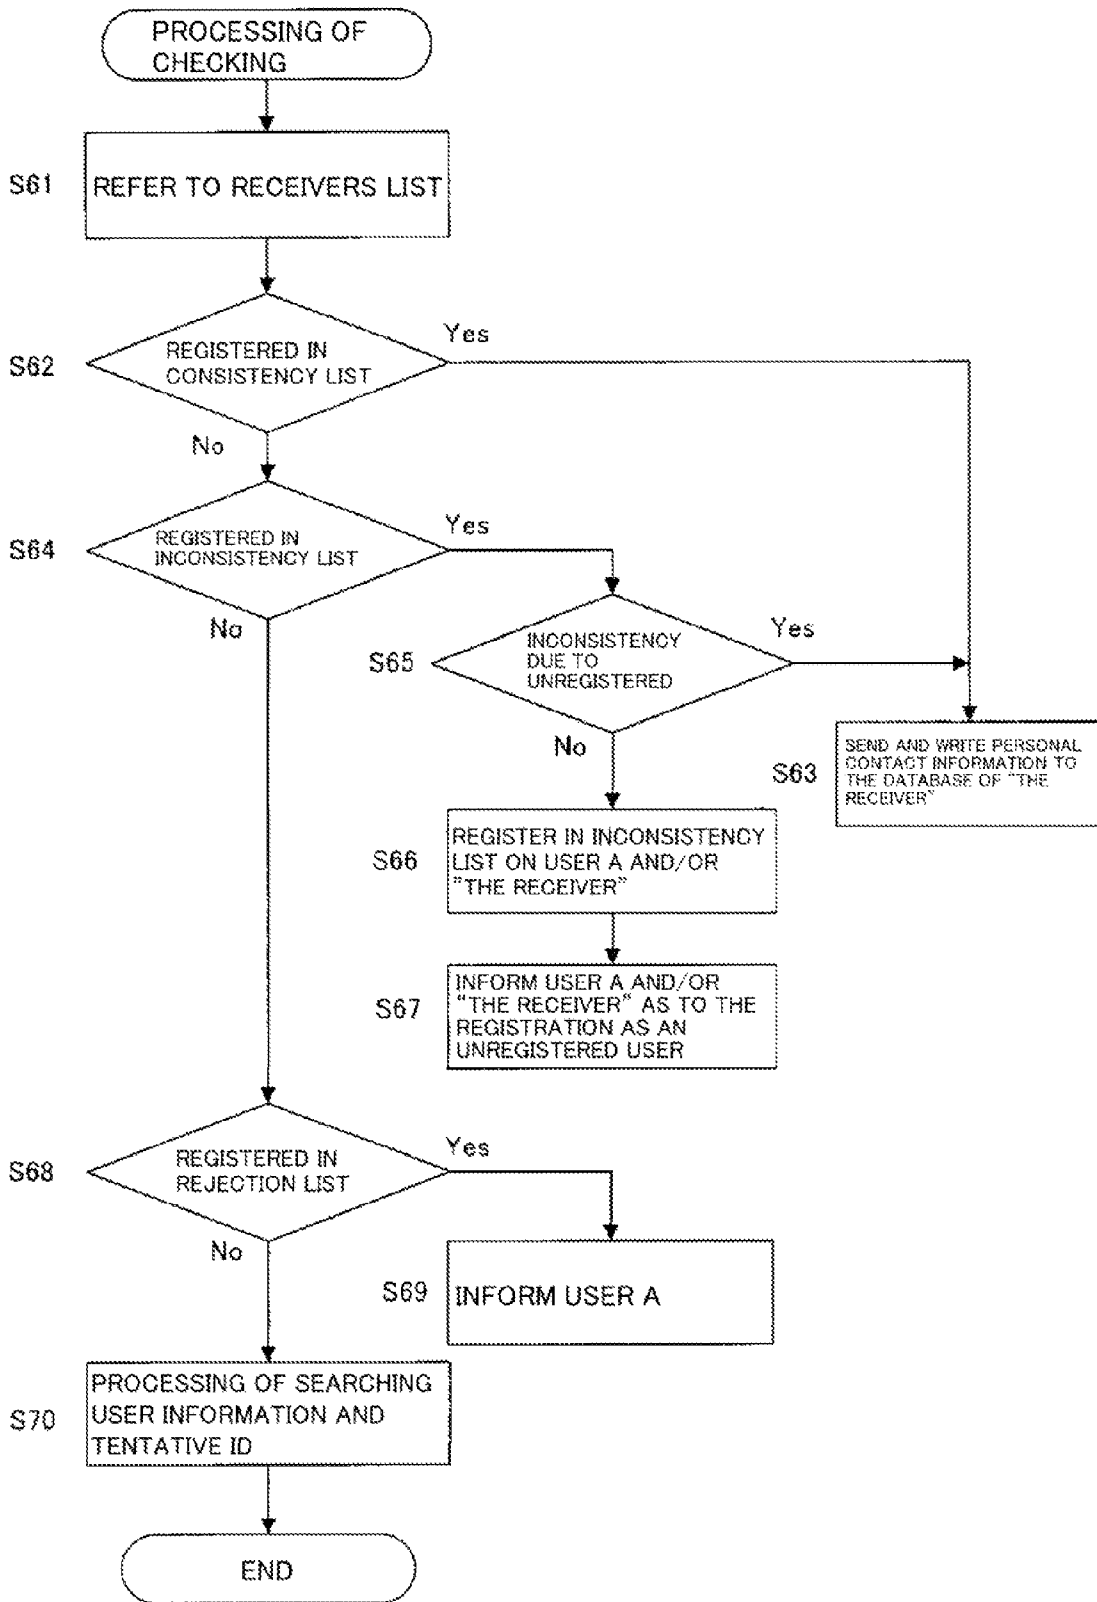 PROCESSING OF
CHECKING
S61
REFER TO RECEIVERS LIST
S62
REGISTERED IN
CONSISTENCY LIST
Yes
No
S64
REGISTERED IN
INCONSISTENCY LIST
Yes
No
S65
INCONSISTENCY
DUE TO
UNREGISTERED
Yes
No
S63
SEND AND WRITE PERSONAL
CONTACT INFORMATION TO
THE DATABASE OF "THE
RECEIVER"
S66
REGISTER IN INCONSISTENCY
LIST ON USER A AND/OR
"THE RECEIVER"
S67
INFORM USER A AND/OR
"THE RECEIVER" AS TO THE
REGISTRATION AS AN
UNREGISTERED USER
S68
REGISTERED IN
REJECTION LIST
Yes
No
S69
INFORM USER A
S70
PROCESSING OF SEARCHING
USER INFORMATION AND
TENTATIVE ID
END